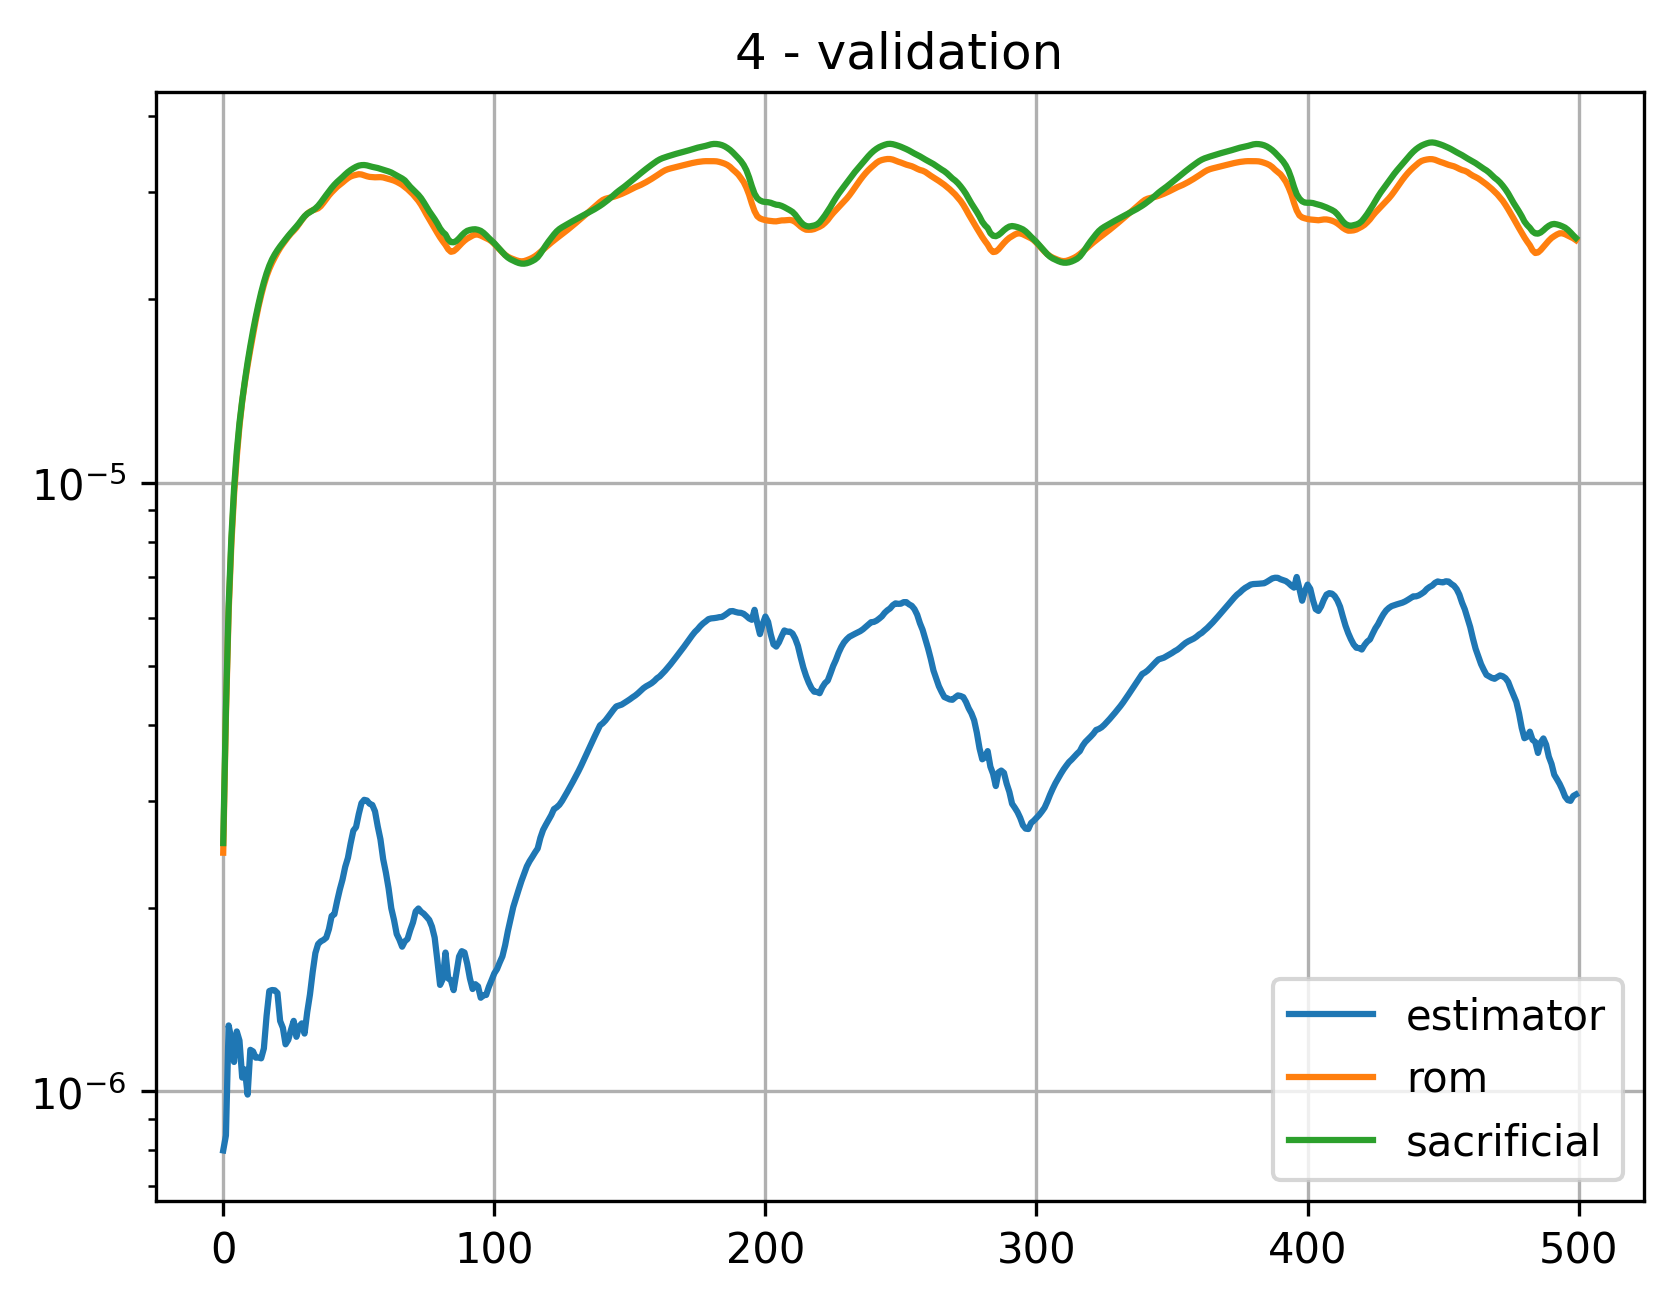 4 - validation
10⁻⁵
10⁻⁶
estimator
rom
sacrificial
0 100 200 300 400 500